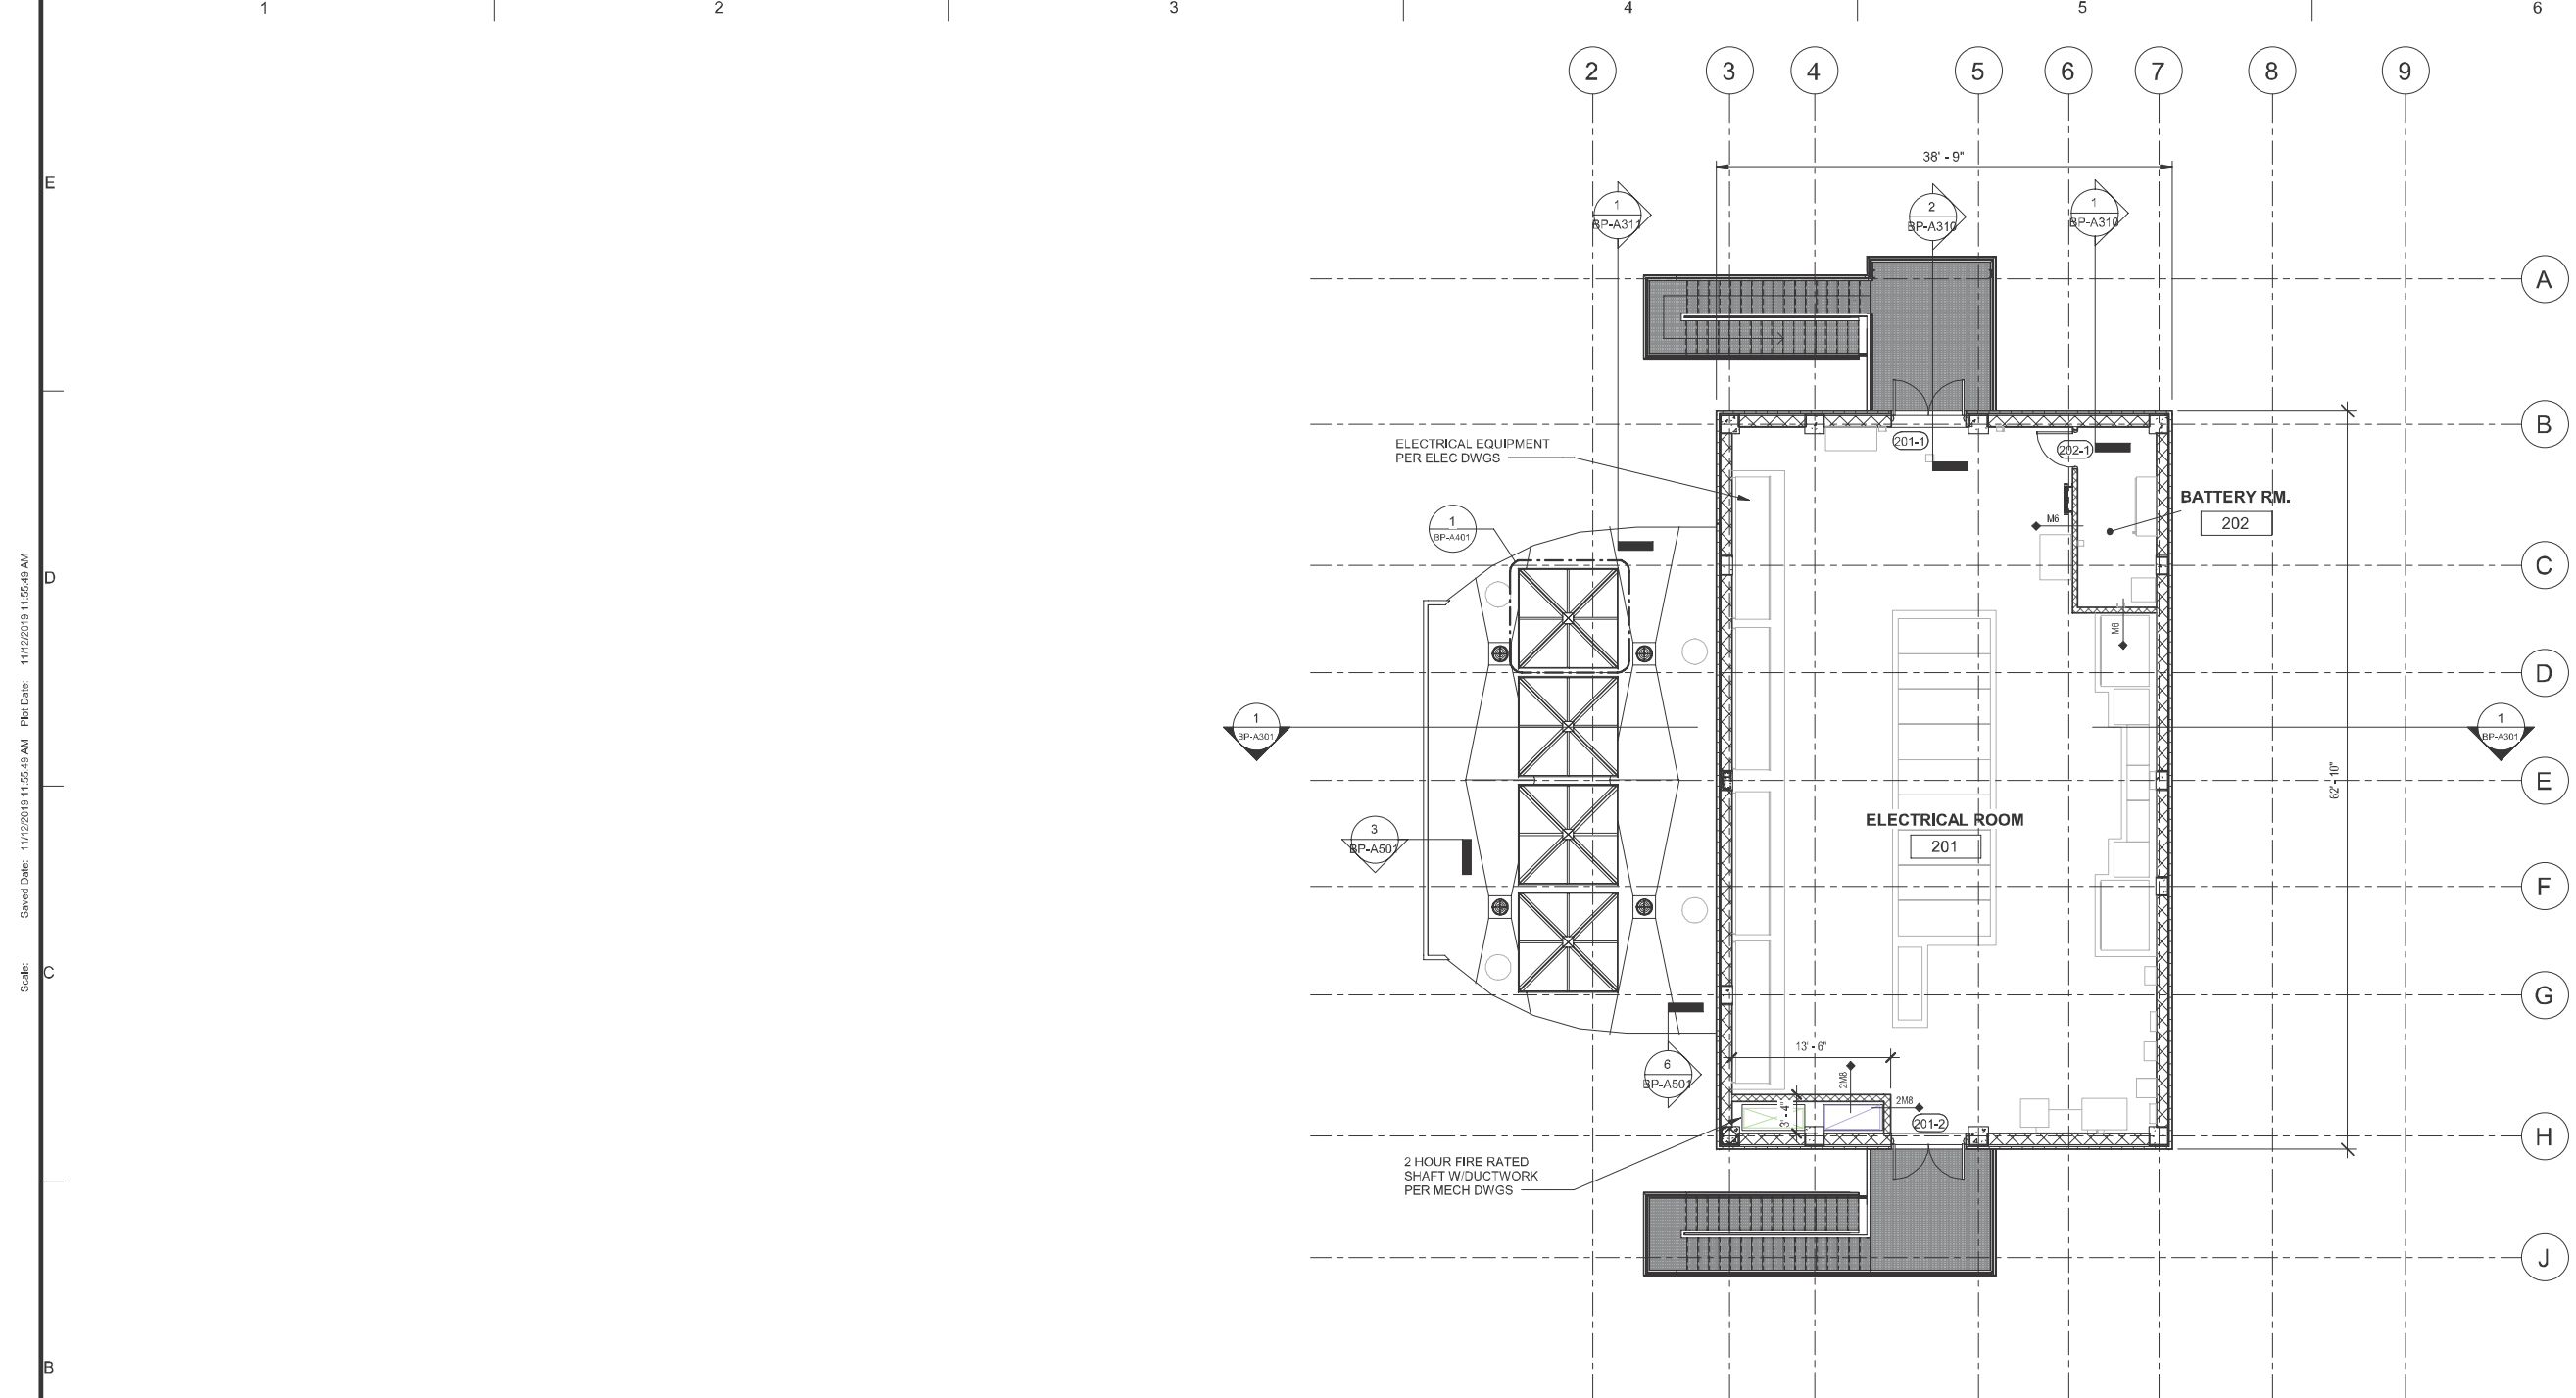 1 2 3 4 5 6
2 3 4 5 6 7 8 9
38' - 9"
E
1
BP-A311
2
BP-A310
1
BP-A310
A
B
ELECTRICAL EQUIPMENT
PER ELEC DWGS
201-1
202-1
BATTERY RM.
202
M6
1
BP-A401
D
C
M6
D
1
BP-A301
1
BP-A301
62' - 10"
E
3
BP-A501
ELECTRICAL ROOM
201
F
C
G
13' - 6"
6
BP-A501
2M8
2M8
3' - 4"
201-2
H
2 HOUR FIRE RATED
SHAFT W/DUCTWORK
PER MECH DWGS
J
B
Scale: Saved Date: 11/12/2019 11:55:49 AM Plot Date: 11/12/2019 11:55:49 AM